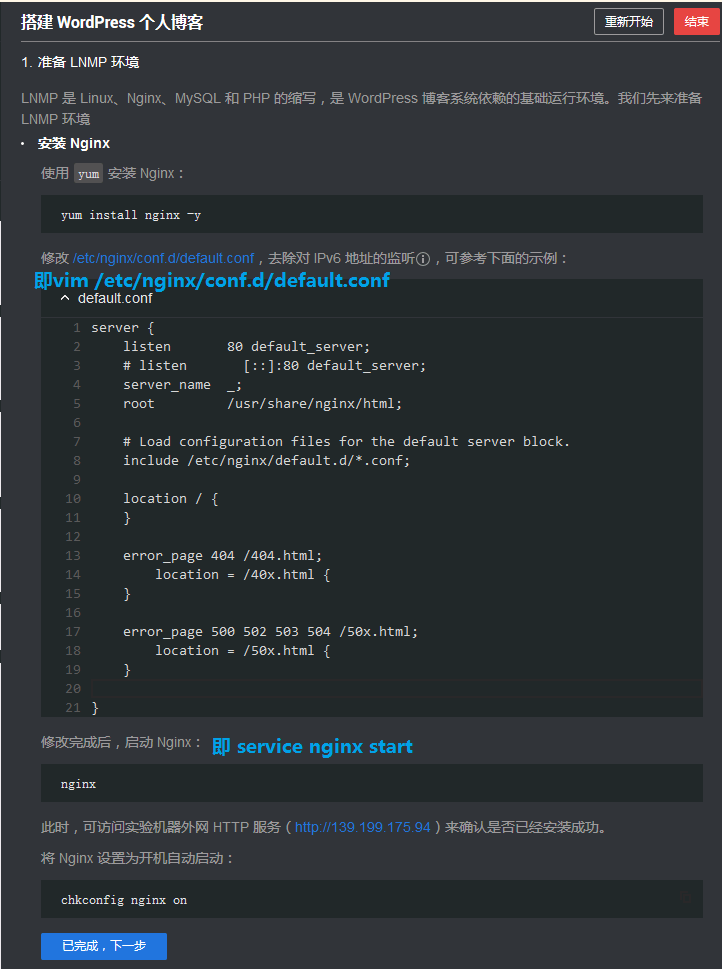 搭建 WordPress 个人博客
重新开始
结束
1. 准备 LNMP 环境
LNMP 是 Linux、Nginx、MySQL 和 PHP 的缩写，是 WordPress 博客系统依赖的基础运行环境。我们先来准备
LNMP 环境
• 安装 Nginx
使用 yum 安装 Nginx：
yum install nginx -y
修改 /etc/nginx/conf.d/default.conf，去除对 IPv6 地址的监听ⓘ，可参考下面的示例：
即vim /etc/nginx/conf.d/default.conf
default.conf
1 server {
2     listen       80 default_server;
3     # listen       [::]:80 default_server;
4     server_name  _;
5     root         /usr/share/nginx/html;
6
7     # Load configuration files for the default server block.
8     include /etc/nginx/default.d/*.conf;
9
10     location / {
11     }
12
13     error_page 404 /404.html;
14         location = /40x.html {
15     }
16
17     error_page 500 502 503 504 /50x.html;
18         location = /50x.html {
19     }
20
21 }
修改完成后，启动 Nginx：
即 service nginx start
nginx
此时，可访问实验机器外网 HTTP 服务（http://139.199.175.94）来确认是否已经安装成功。
将 Nginx 设置为开机自动启动：
chkconfig nginx on
已完成，下一步